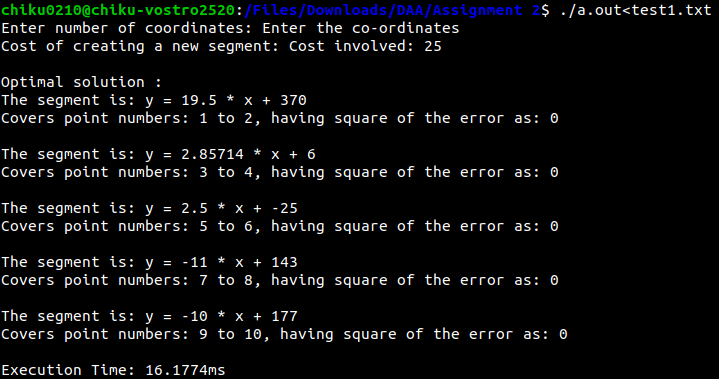 chiku0210@chiku-vostro2520:/Files/Downloads/DAA/Assignment 2$ ./a.out<test1.txt
Enter number of coordinates: Enter the co-ordinates
Cost of creating a new segment: Cost involved: 25
Optimal solution :
The segment is: y = 19.5 * x + 370
Covers point numbers: 1 to 2, having square of the error as: 0
The segment is: y = 2.85714 * x + 6
Covers point numbers: 3 to 4, having square of the error as: 0
The segment is: y = 2.5 * x + -25
Covers point numbers: 5 to 6, having square of the error as: 0
The segment is: y = -11 * x + 143
Covers point numbers: 7 to 8, having square of the error as: 0
The segment is: y = -10 * x + 177
Covers point numbers: 9 to 10, having square of the error as: 0
Execution Time: 16.1774ms